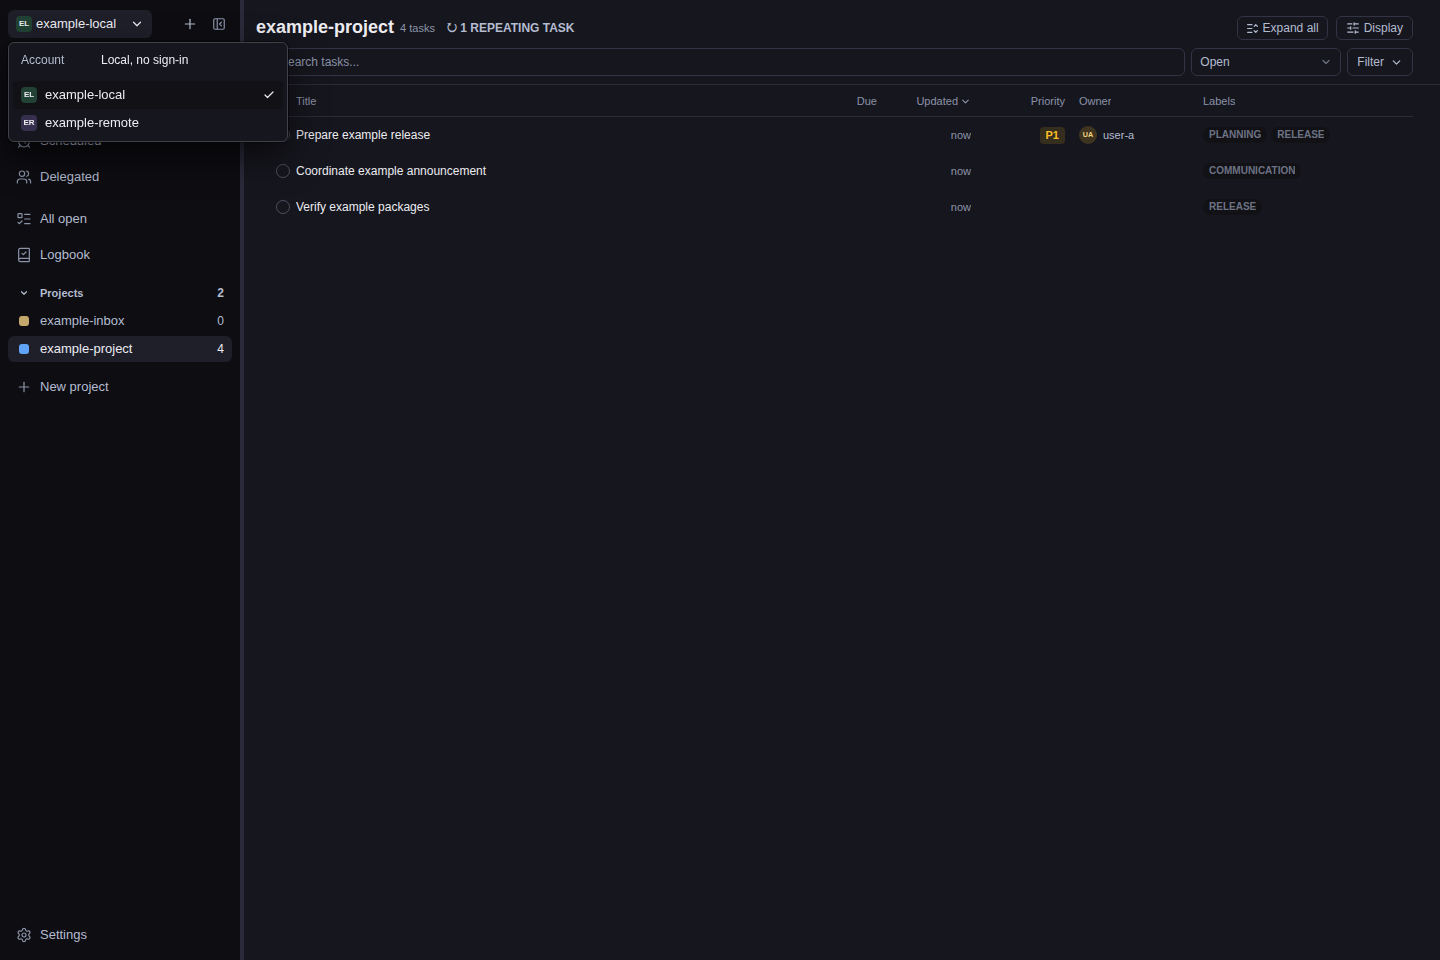 EL example-local
Account Local, no sign-in
EL example-local
ER example-remote
Scheduled
Delegated
All open
Logbook
Projects 2
example-inbox 0
example-project 4
New project
Settings
example-project 4 tasks 1 REPEATING TASK
Expand all Display
earch tasks...
Open Filter
Title Due Updated Priority Owner Labels
Prepare example release now P1 UA user-a PLANNING RELEASE
Coordinate example announcement now COMMUNICATION
Verify example packages now RELEASE